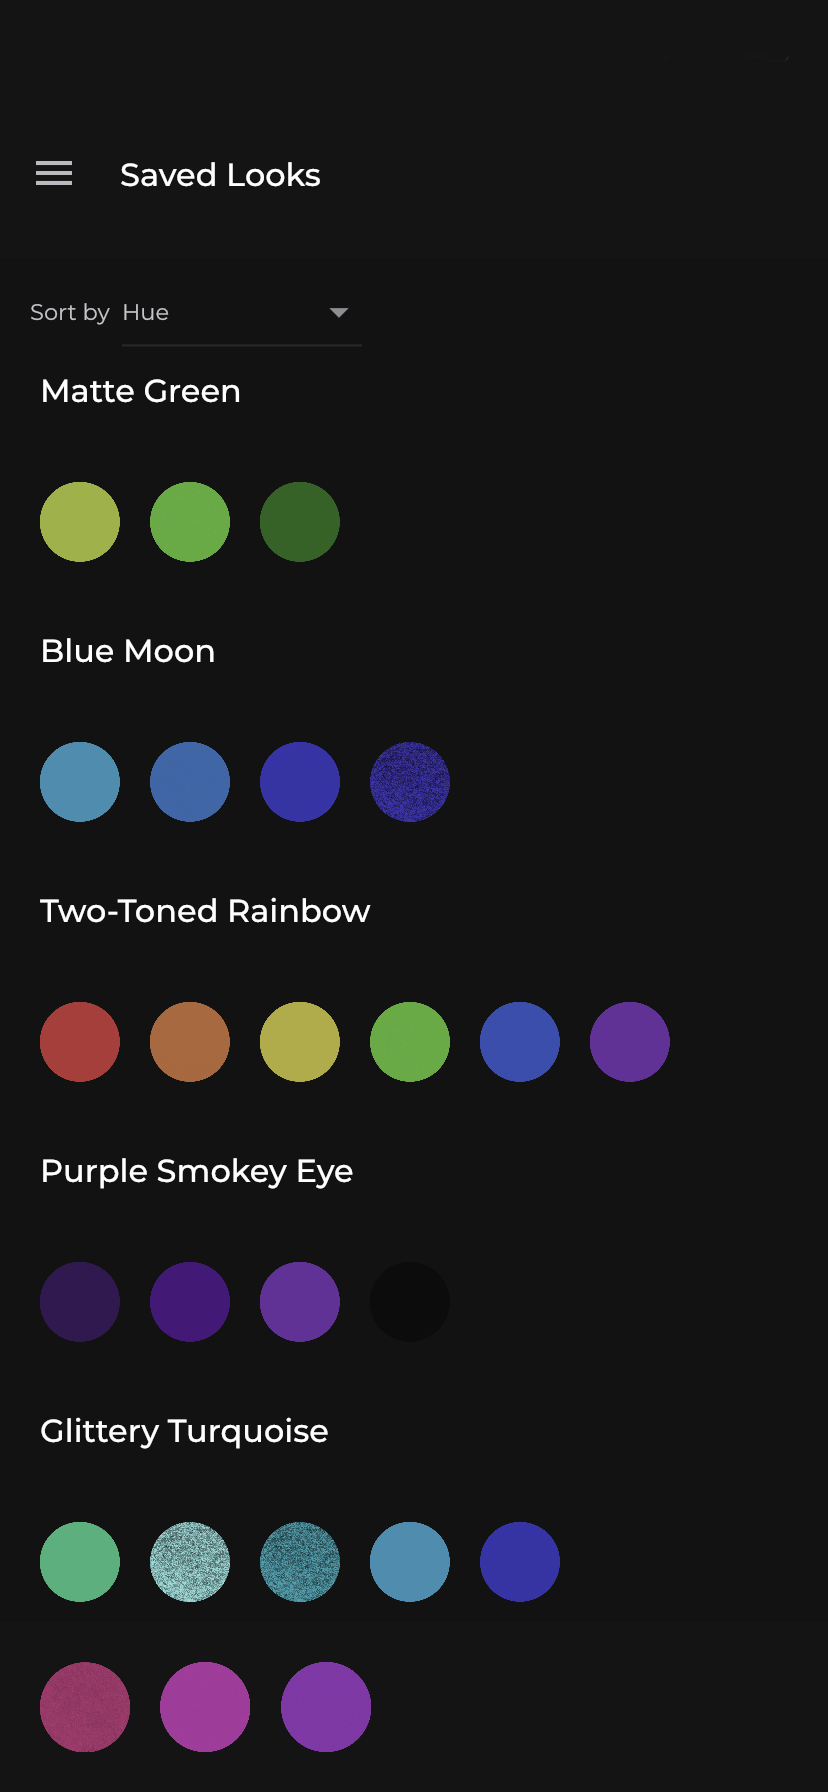 Saved Looks
Sort by Hue
Matte Green
Blue Moon
Two-Toned Rainbow
Purple Smokey Eye
Glittery Turquoise